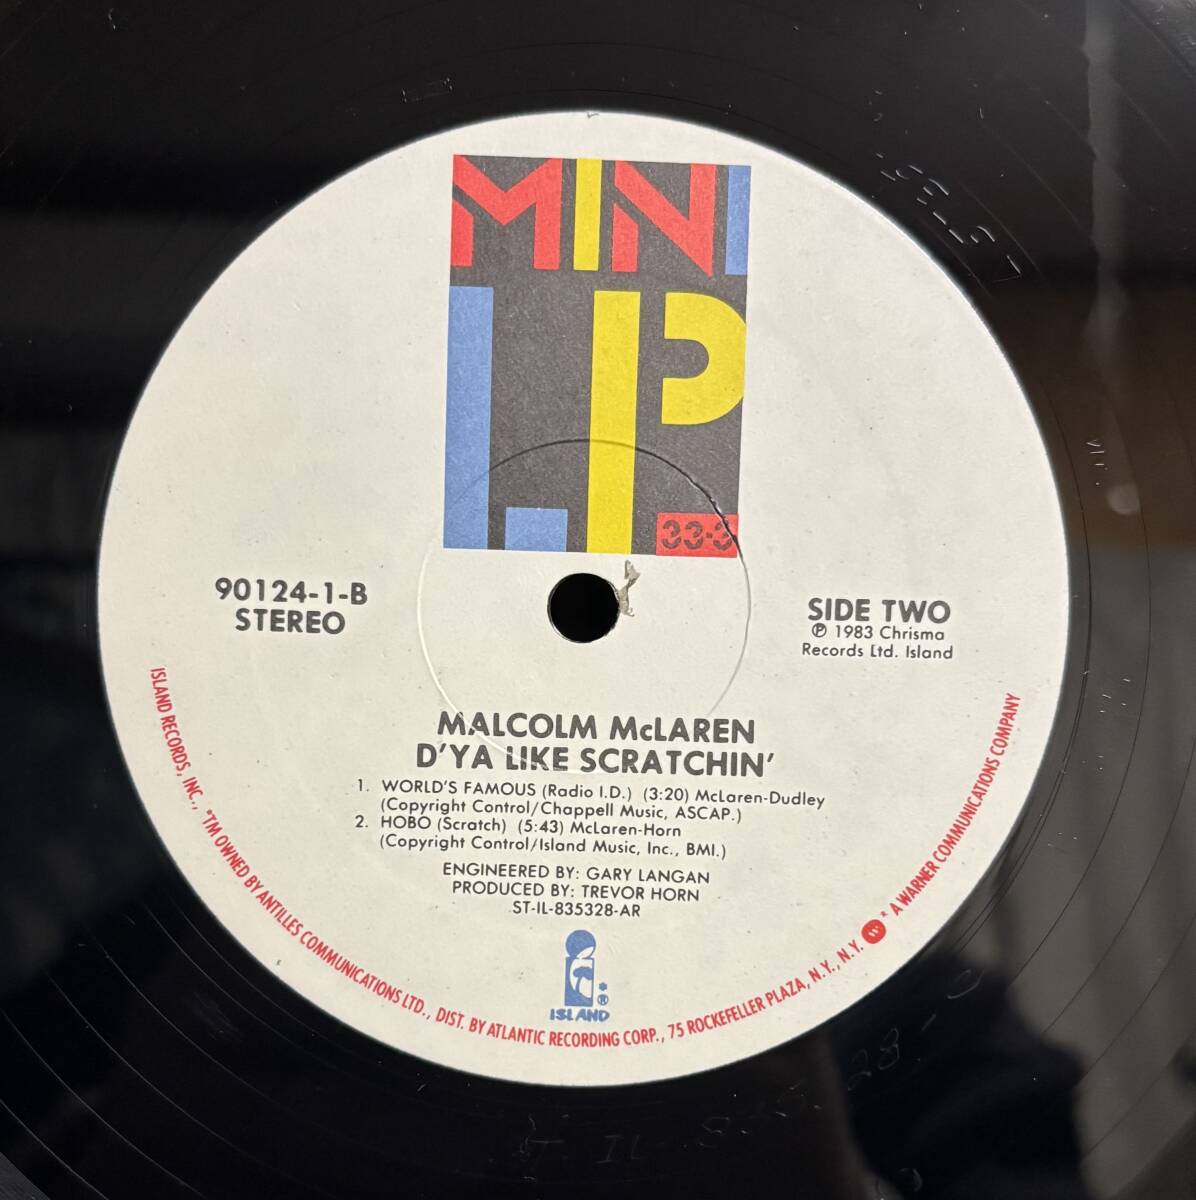 MINI
LP
33·3
90124-1-B
STEREO
SIDE TWO
℗ 1983 Chrisma
Records Ltd. Island
MALCOLM McLAREN
D'YA LIKE SCRATCHIN'
1. WORLD'S FAMOUS (Radio I.D.) (3:20) McLaren-Dudley
(Copyright Control/Chappell Music, ASCAP.)
2. HOBO (Scratch) (5:43) McLaren-Horn
(Copyright Control/Island Music, Inc., BMI.)
ENGINEERED BY: GARY LANGAN
PRODUCED BY: TREVOR HORN
ST-IL-835328-AR
*®
ISLAND
ISLAND RECORDS, INC., *TM OWNED BY ANTILLES COMMUNICATIONS LTD., DIST. BY ATLANTIC RECORDING CORP., 75 ROCKEFELLER PLAZA, N.Y., N.Y. * A WARNER COMMUNICATIONS COMPANY